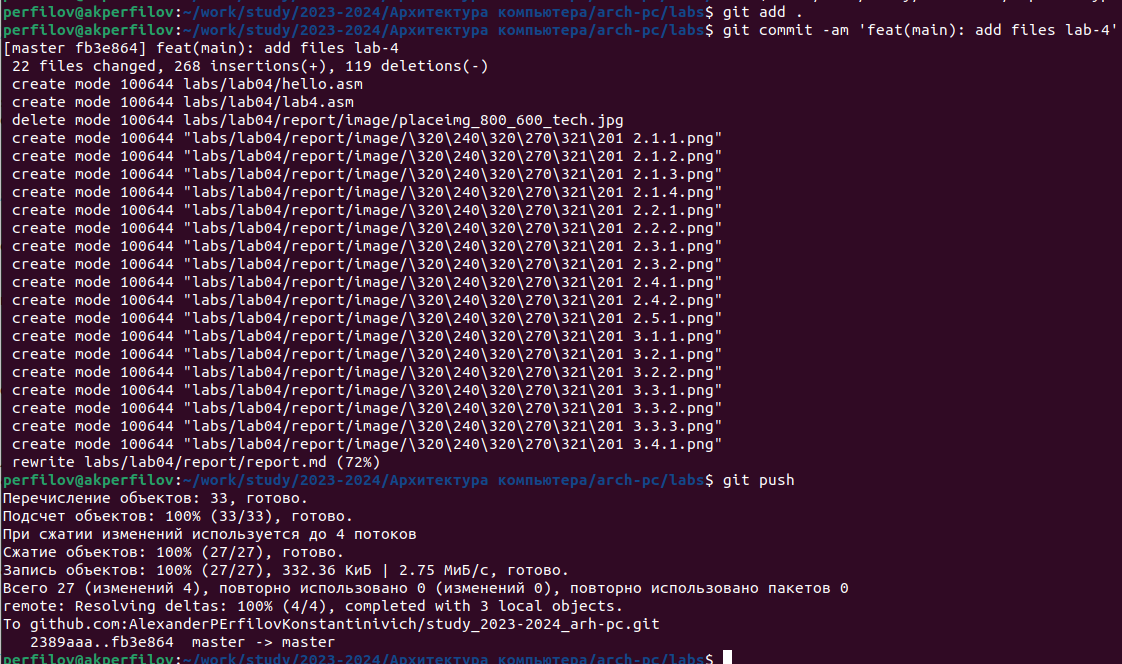 perfilov@akperfilov:~/work/study/2023-2024/Архитектура компьютера/arch-pc/labs$ git add .
perfilov@akperfilov:~/work/study/2023-2024/Архитектура компьютера/arch-pc/labs$ git commit -am 'feat(main): add files lab-4'
[master fb3e864] feat(main): add files lab-4
 22 files changed, 268 insertions(+), 119 deletions(-)
 create mode 100644 labs/lab04/hello.asm
 create mode 100644 labs/lab04/lab4.asm
 delete mode 100644 labs/lab04/report/image/placeimg_800_600_tech.jpg
 create mode 100644 "labs/lab04/report/image/\320\240\320\270\321\201 2.1.1.png"
 create mode 100644 "labs/lab04/report/image/\320\240\320\270\321\201 2.1.2.png"
 create mode 100644 "labs/lab04/report/image/\320\240\320\270\321\201 2.1.3.png"
 create mode 100644 "labs/lab04/report/image/\320\240\320\270\321\201 2.1.4.png"
 create mode 100644 "labs/lab04/report/image/\320\240\320\270\321\201 2.2.1.png"
 create mode 100644 "labs/lab04/report/image/\320\240\320\270\321\201 2.2.2.png"
 create mode 100644 "labs/lab04/report/image/\320\240\320\270\321\201 2.3.1.png"
 create mode 100644 "labs/lab04/report/image/\320\240\320\270\321\201 2.3.2.png"
 create mode 100644 "labs/lab04/report/image/\320\240\320\270\321\201 2.4.1.png"
 create mode 100644 "labs/lab04/report/image/\320\240\320\270\321\201 2.4.2.png"
 create mode 100644 "labs/lab04/report/image/\320\240\320\270\321\201 2.5.1.png"
 create mode 100644 "labs/lab04/report/image/\320\240\320\270\321\201 3.1.1.png"
 create mode 100644 "labs/lab04/report/image/\320\240\320\270\321\201 3.2.1.png"
 create mode 100644 "labs/lab04/report/image/\320\240\320\270\321\201 3.2.2.png"
 create mode 100644 "labs/lab04/report/image/\320\240\320\270\321\201 3.3.1.png"
 create mode 100644 "labs/lab04/report/image/\320\240\320\270\321\201 3.3.2.png"
 create mode 100644 "labs/lab04/report/image/\320\240\320\270\321\201 3.3.3.png"
 create mode 100644 "labs/lab04/report/image/\320\240\320\270\321\201 3.4.1.png"
 rewrite labs/lab04/report/report.md (72%)
perfilov@akperfilov:~/work/study/2023-2024/Архитектура компьютера/arch-pc/labs$ git push
Перечисление объектов: 33, готово.
Подсчет объектов: 100% (33/33), готово.
При сжатии изменений используется до 4 потоков
Сжатие объектов: 100% (27/27), готово.
Запись объектов: 100% (27/27), 332.36 КиБ | 2.75 МиБ/с, готово.
Всего 27 (изменений 4), повторно использовано 0 (изменений 0), повторно использовано пакетов 0
remote: Resolving deltas: 100% (4/4), completed with 3 local objects.
To github.com:AlexanderPErfilovKonstantinivich/study_2023-2024_arh-pc.git
   2389aaa..fb3e864  master -> master
perfilov@akperfilov:~/work/study/2023-2024/Архитектура компьютера/arch-pc/labs$